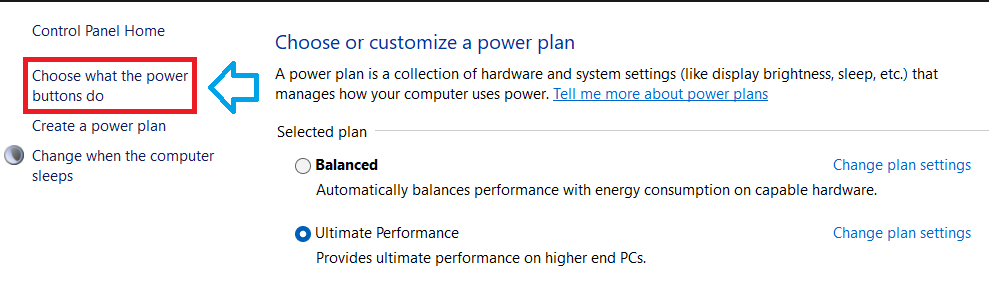 Control Panel Home
Choose what the power
buttons do
Create a power plan
Change when the computer
sleeps
Choose or customize a power plan
A power plan is a collection of hardware and system settings (like display brightness, sleep, etc.) that
manages how your computer uses power. Tell me more about power plans
Selected plan
Balanced
Change plan settings
Automatically balances performance with energy consumption on capable hardware.
Ultimate Performance
Change plan settings
Provides ultimate performance on higher end PCs.